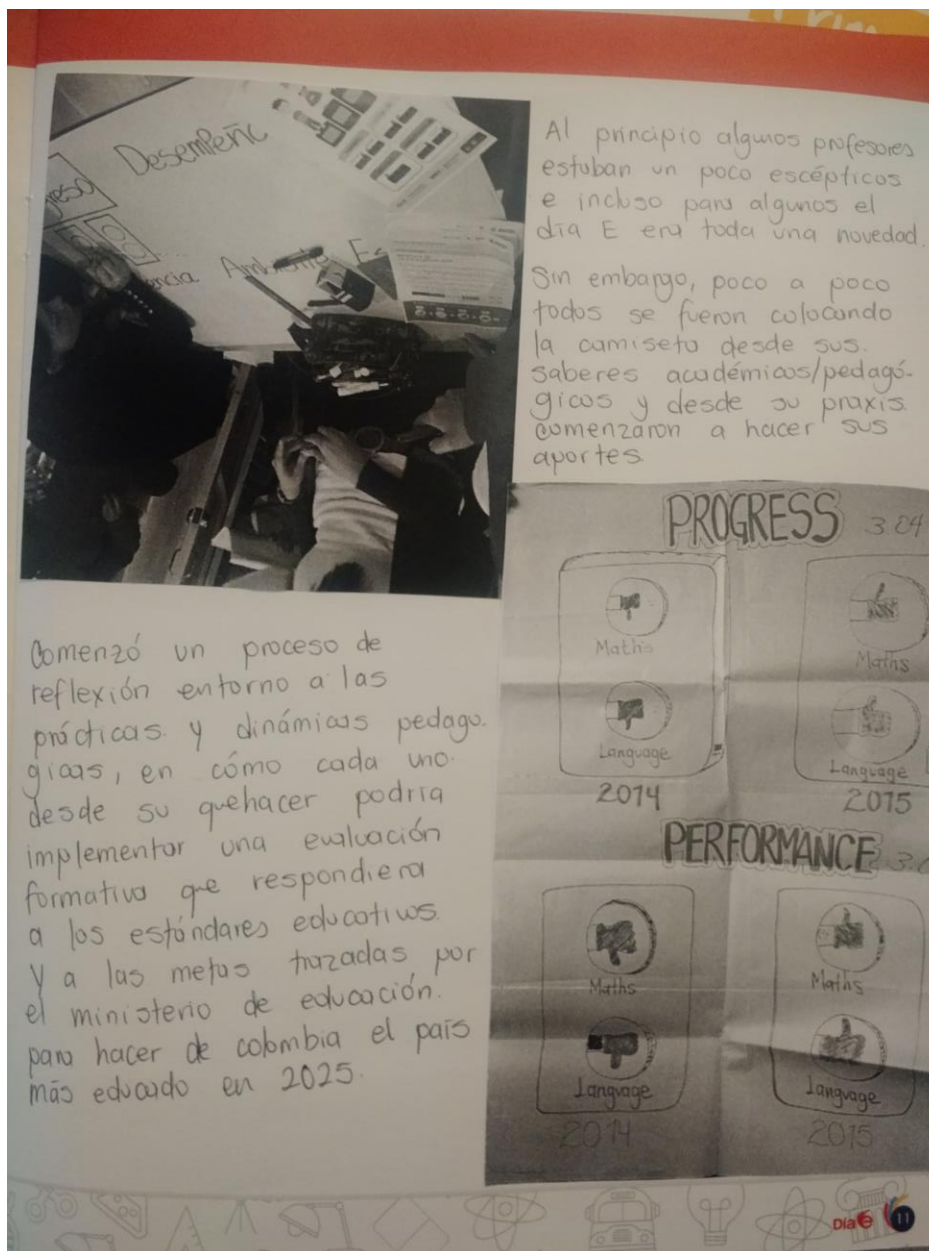 Desempeño
Ambiente Es
Al principio algunos profesores
estaban un poco escépticos
e incluso para algunos el
día E era toda una novedad.
Sin embargo, poco a poco
todos se fueron colocando
la camiseta desde sus
saberes académicos/pedagó-
gicos y desde su praxis
comenzaron a hacer sus
aportes
PROGRESS 3.04
Maths
Maths
Language
Language
2014
2015
PERFORMANCE
Maths
Maths
Language
Language
2014
2015
Comenzó un proceso de
reflexión entorno a las
prácticas y dinámicas pedago-
gicas, en cómo cada uno
desde su quehacer podria
implementar una evaluación
formativa que respondiera
a los estándares educativos
Y a las metas trazadas por
el ministerio de educación.
para hacer de colombia el país
más educado en 2025.
Día e 11